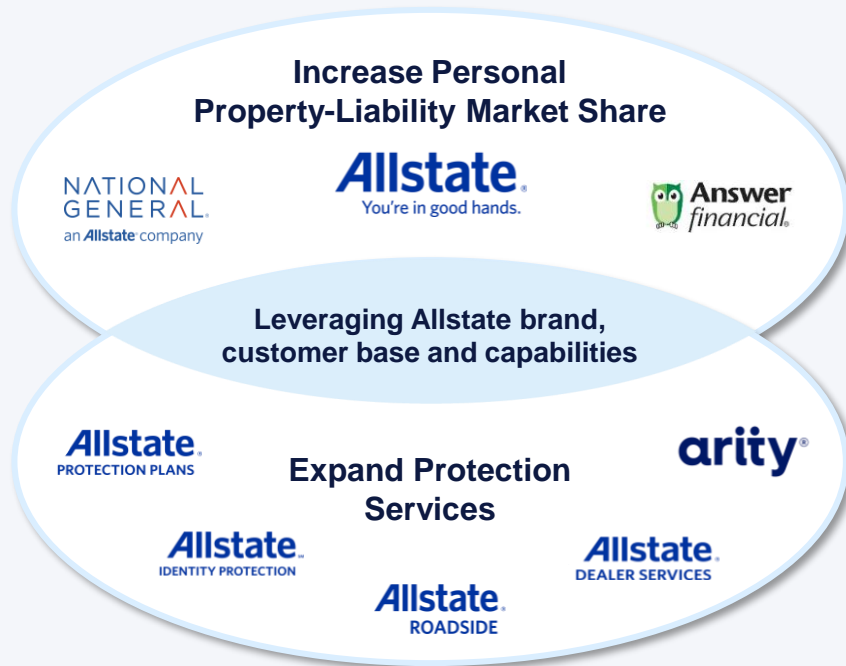 Increase Personal
Property-Liability Market Share
NATIONAL
GENERAL®
an Allstate company
Allstate®
You're in good hands.
Answer
financial®
Leveraging Allstate brand,
customer base and capabilities
Allstate®
PROTECTION PLANS
Expand Protection
Services
arity®
Allstate
IDENTITY PROTECTION
Allstate®
ROADSIDE
Allstate®
DEALER SERVICES